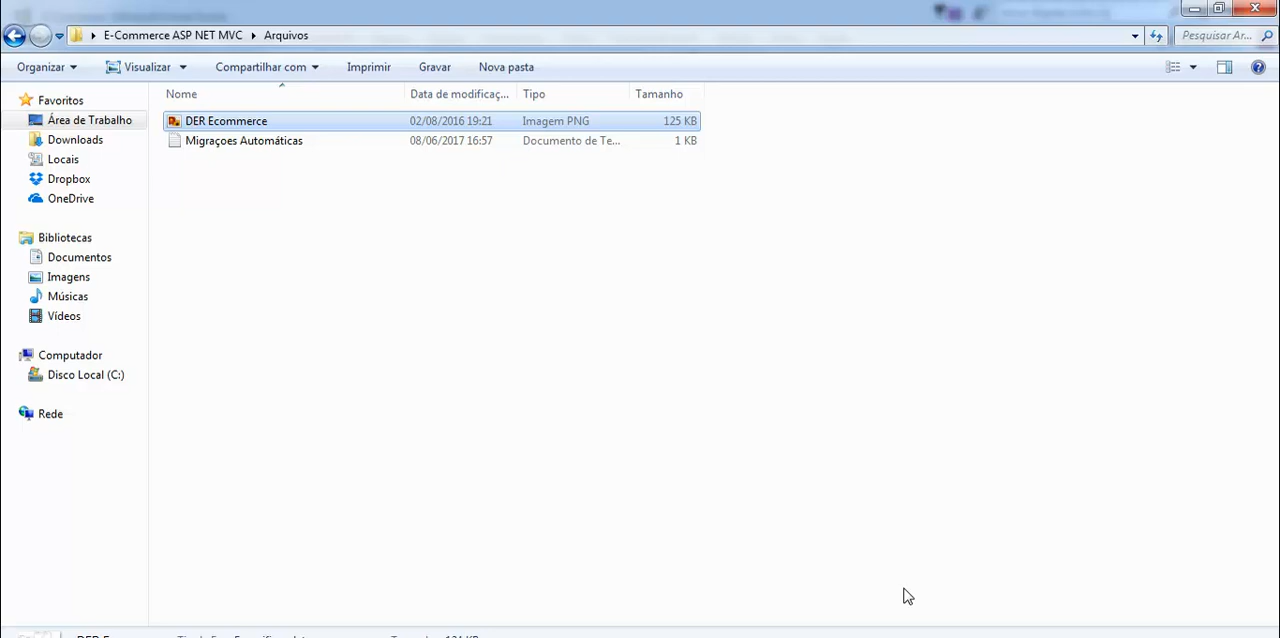 E-Commerce ASP NET MVC Arquivos Pesquisar Ar...
Organizar Visualizar Compartilhar com Imprimir Gravar Nova pasta
Nome Data de modificaç... Tipo Tamanho
Favoritos
Área de Trabalho
Downloads
Locais
Dropbox
OneDrive
Bibliotecas
Documentos
Imagens
Músicas
Vídeos
Computador
Disco Local (C:)
Rede
DER Ecommerce 02/08/2016 19:21 Imagem PNG 125 KB
Migraçoes Automáticas 08/06/2017 16:57 Documento de Te... 1 KB